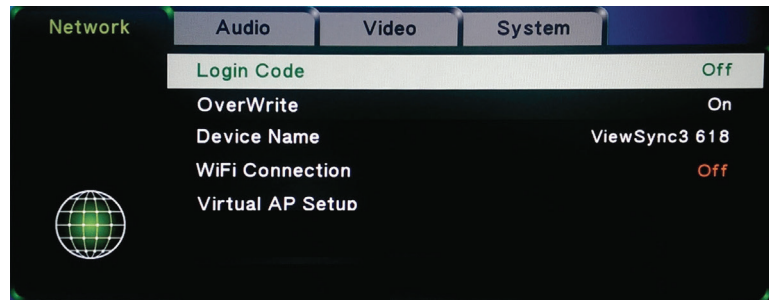 Network Audio Video System
Login Code Off
OverWrite On
Device Name ViewSync3 618
WiFi Connection Off
Virtual AP Setup